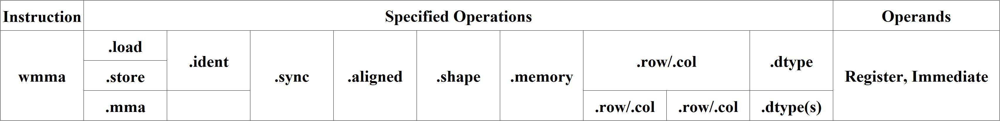 Instruction Specified Operations Operands
.load
.ident .row/.col .dtype
wmma .store .sync .aligned .shape .memory Register, Immediate
.mma .row/.col .row/.col .dtype(s)